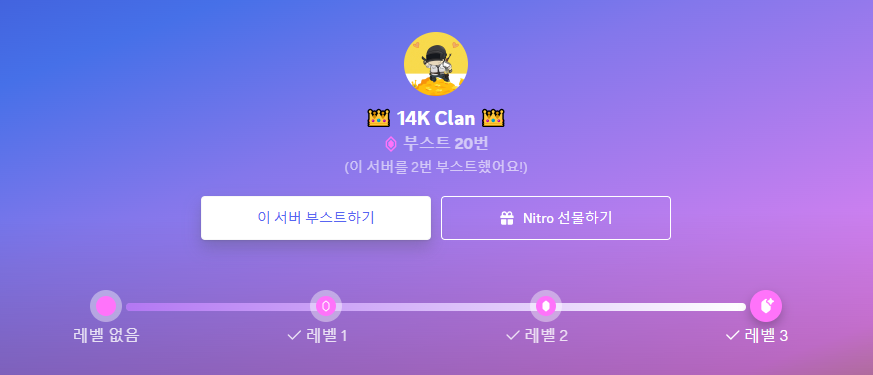 👑 14K Clan 👑
부스트 20번
(이 서버를 2번 부스트했어요!)
이 서버 부스트하기
Nitro 선물하기
레벨 없음
레벨 1
레벨 2
레벨 3